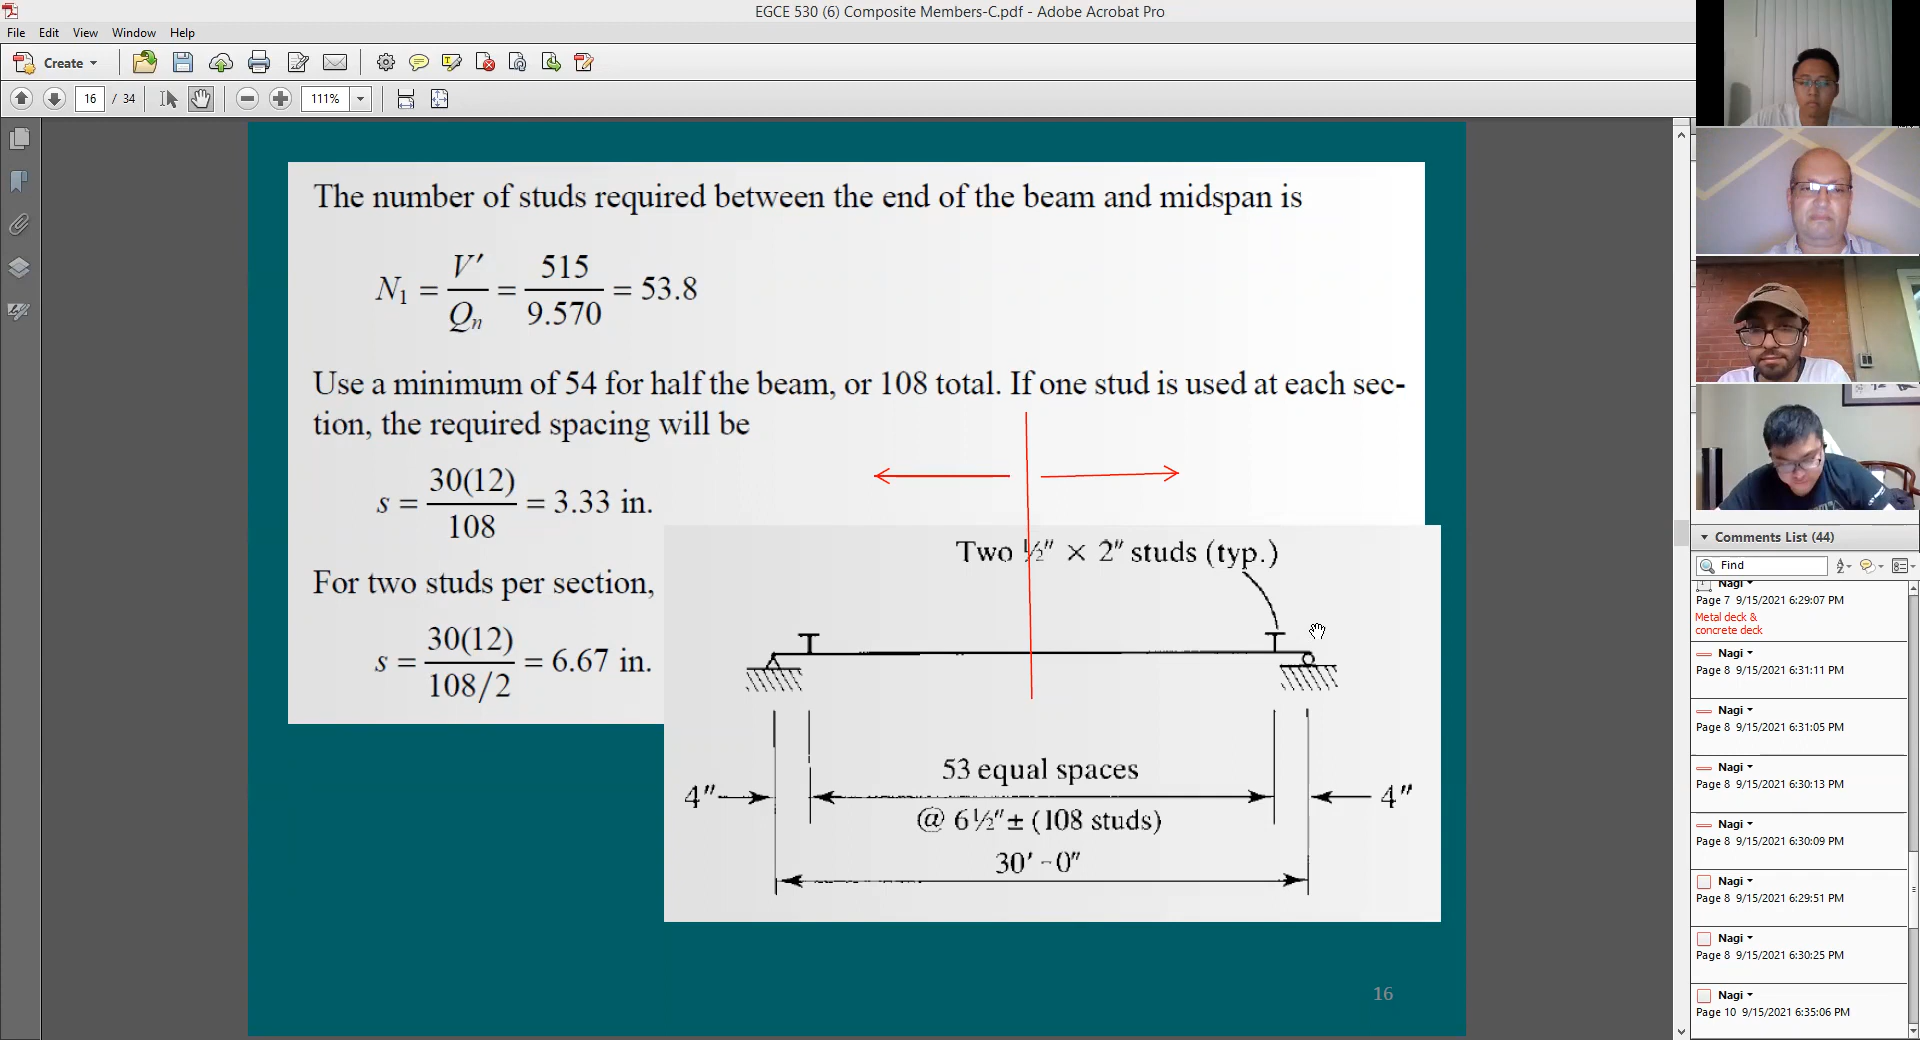 EGCE 530 (6) Composite Members-C.pdf - Adobe Acrobat Pro
File Edit View Window Help
Create
16 / 34 111%
The number of studs required between the end of the beam and midspan is
N₁ = V′/Qₙ = 515/9.570 = 53.8
Use a minimum of 54 for half the beam, or 108 total. If one stud is used at each sec-
tion, the required spacing will be
s = 30(12)/108 = 3.33 in.
For two studs per section,
s = 30(12)/(108/2) = 6.67 in.
Two ½″ × 2″ studs (typ.)
4″ 53 equal spaces 4″
@ 6½″± (108 studs)
30′ - 0″
16
Comments List (44)
Find
Nagi
Page 7 9/15/2021 6:29:07 PM
Metal deck &
concrete deck
Nagi
Page 8 9/15/2021 6:31:11 PM
Nagi
Page 8 9/15/2021 6:31:05 PM
Nagi
Page 8 9/15/2021 6:30:13 PM
Nagi
Page 8 9/15/2021 6:30:09 PM
Nagi
Page 8 9/15/2021 6:29:51 PM
Nagi
Page 8 9/15/2021 6:30:25 PM
Nagi
Page 10 9/15/2021 6:35:06 PM